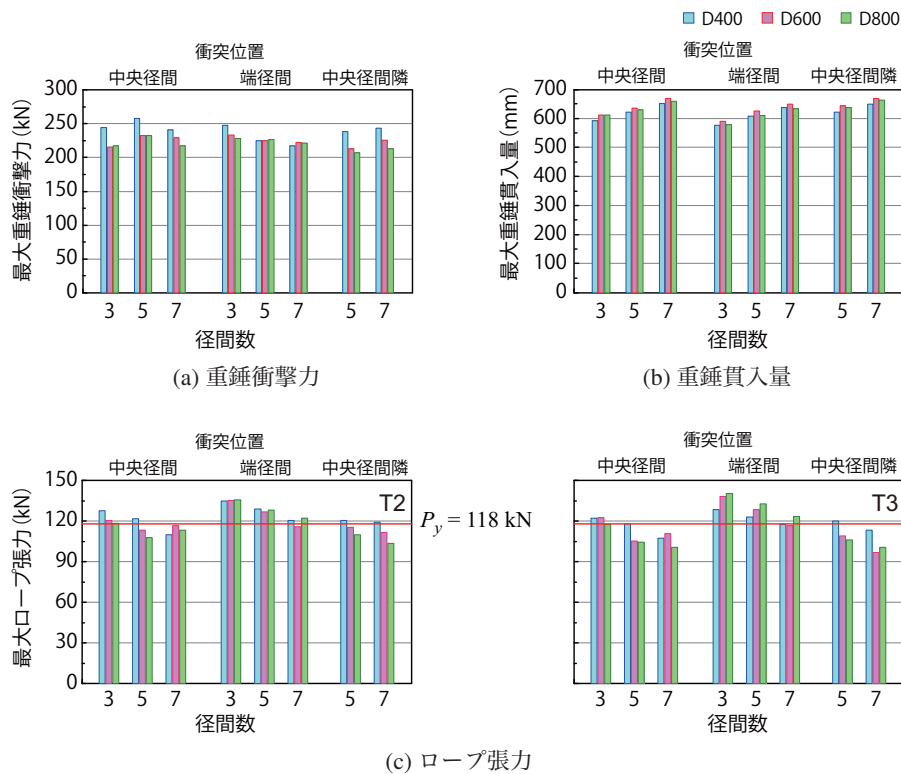 D400 D600 D800
衝突位置
中央径間 端径間 中央径間隣
最大重錘衝撃力 (kN)
300
250
200
150
100
50
0
3 5 7 3 5 7 5 7
径間数
(a) 重錘衝撃力
衝突位置
中央径間 端径間 中央径間隣
最大重錘貫入量 (mm)
700
600
500
400
300
200
100
0
3 5 7 3 5 7 5 7
径間数
(b) 重錘貫入量
衝突位置
中央径間 端径間 中央径間隣
最大ロープ張力 (kN)
150
120
90
60
30
0
T2
3 5 7 3 5 7 5 7
径間数
Py = 118 kN
衝突位置
中央径間 端径間 中央径間隣
T3
3 5 7 3 5 7 5 7
径間数
(c) ロープ張力